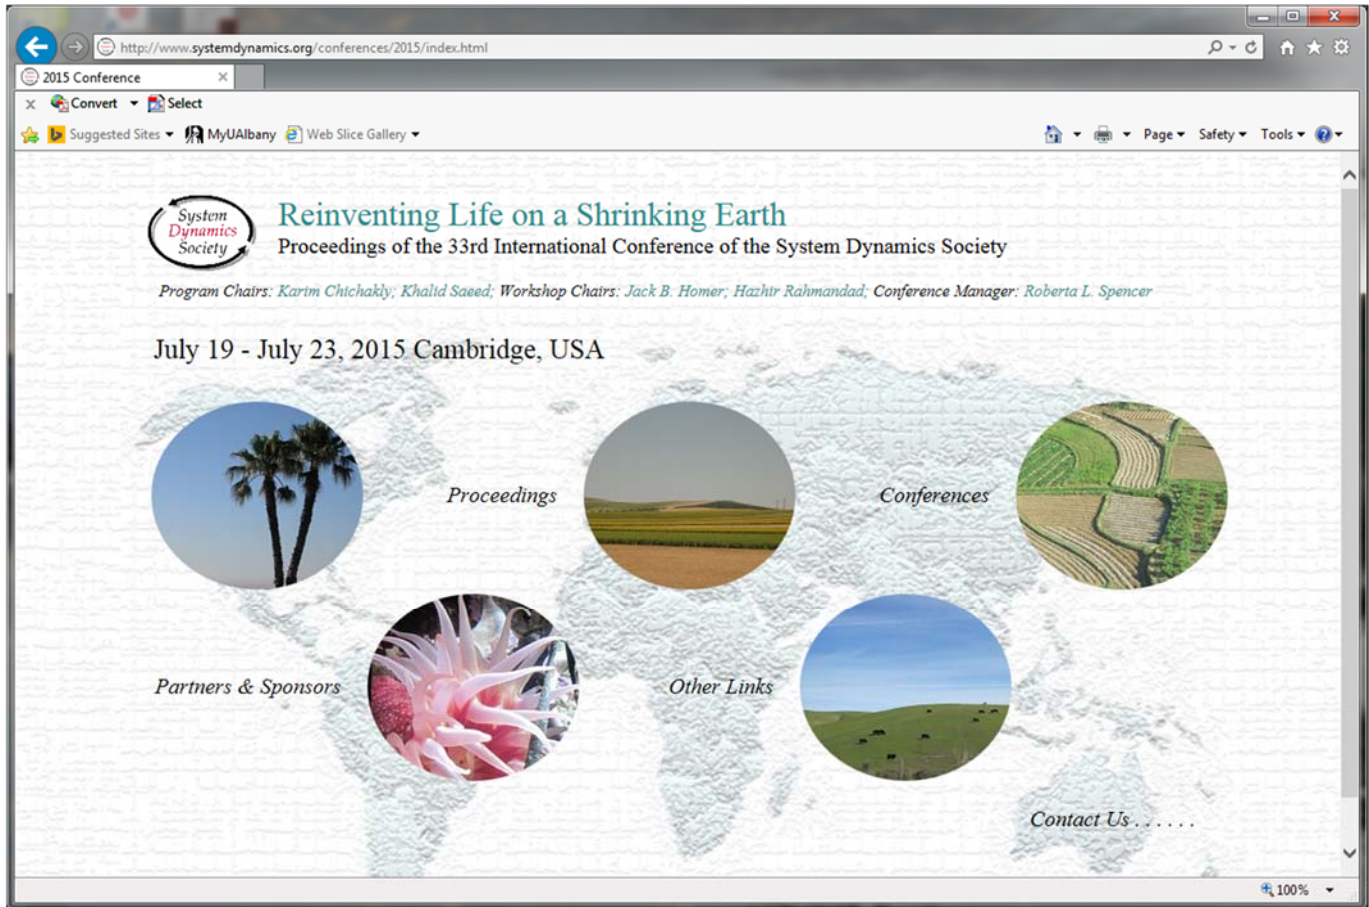 http://www.systemdynamics.org/conferences/2015/index.html
2015 Conference
Convert Select
Suggested Sites MyUAlbany Web Slice Gallery Page Safety Tools
System
Dynamics
Society
Reinventing Life on a Shrinking Earth
Proceedings of the 33rd International Conference of the System Dynamics Society
Program Chairs: Karim Chichakly; Khalid Saeed; Workshop Chairs: Jack B. Homer; Hazhir Rahmandad; Conference Manager: Roberta L. Spencer
July 19 - July 23, 2015 Cambridge, USA
Proceedings Conferences
Partners & Sponsors Other Links
Contact Us . . . . . .
100%